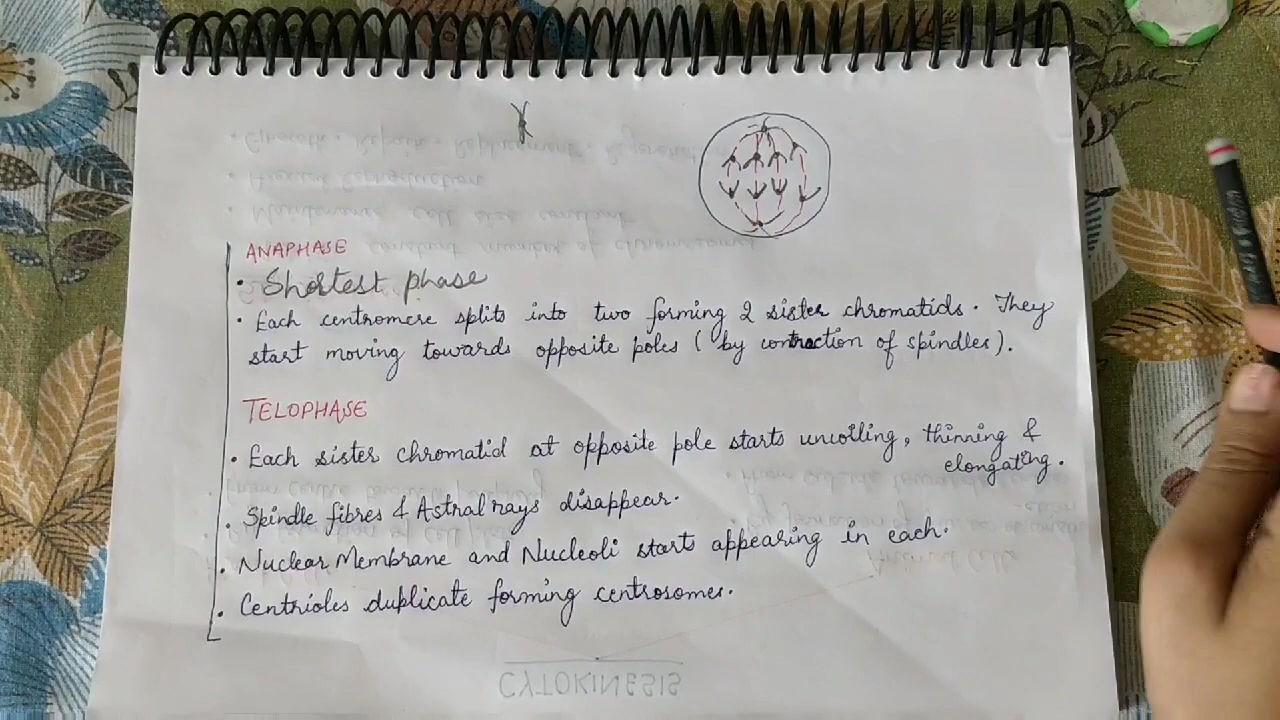 ANAPHASE
• Shortest phase
• Each centromere splits into two forming 2 sister chromatids. They
start moving towards opposite poles (by contraction of spindles).
TELOPHASE
• Each sister chromatid at opposite pole starts uncoiling, thinning &
elongating.
• Spindle fibres & Astral rays disappear.
• Nuclear Membrane and Nucleoli starts appearing in each.
• Centrioles duplicate forming centrosomes.
CYTOKINESIS